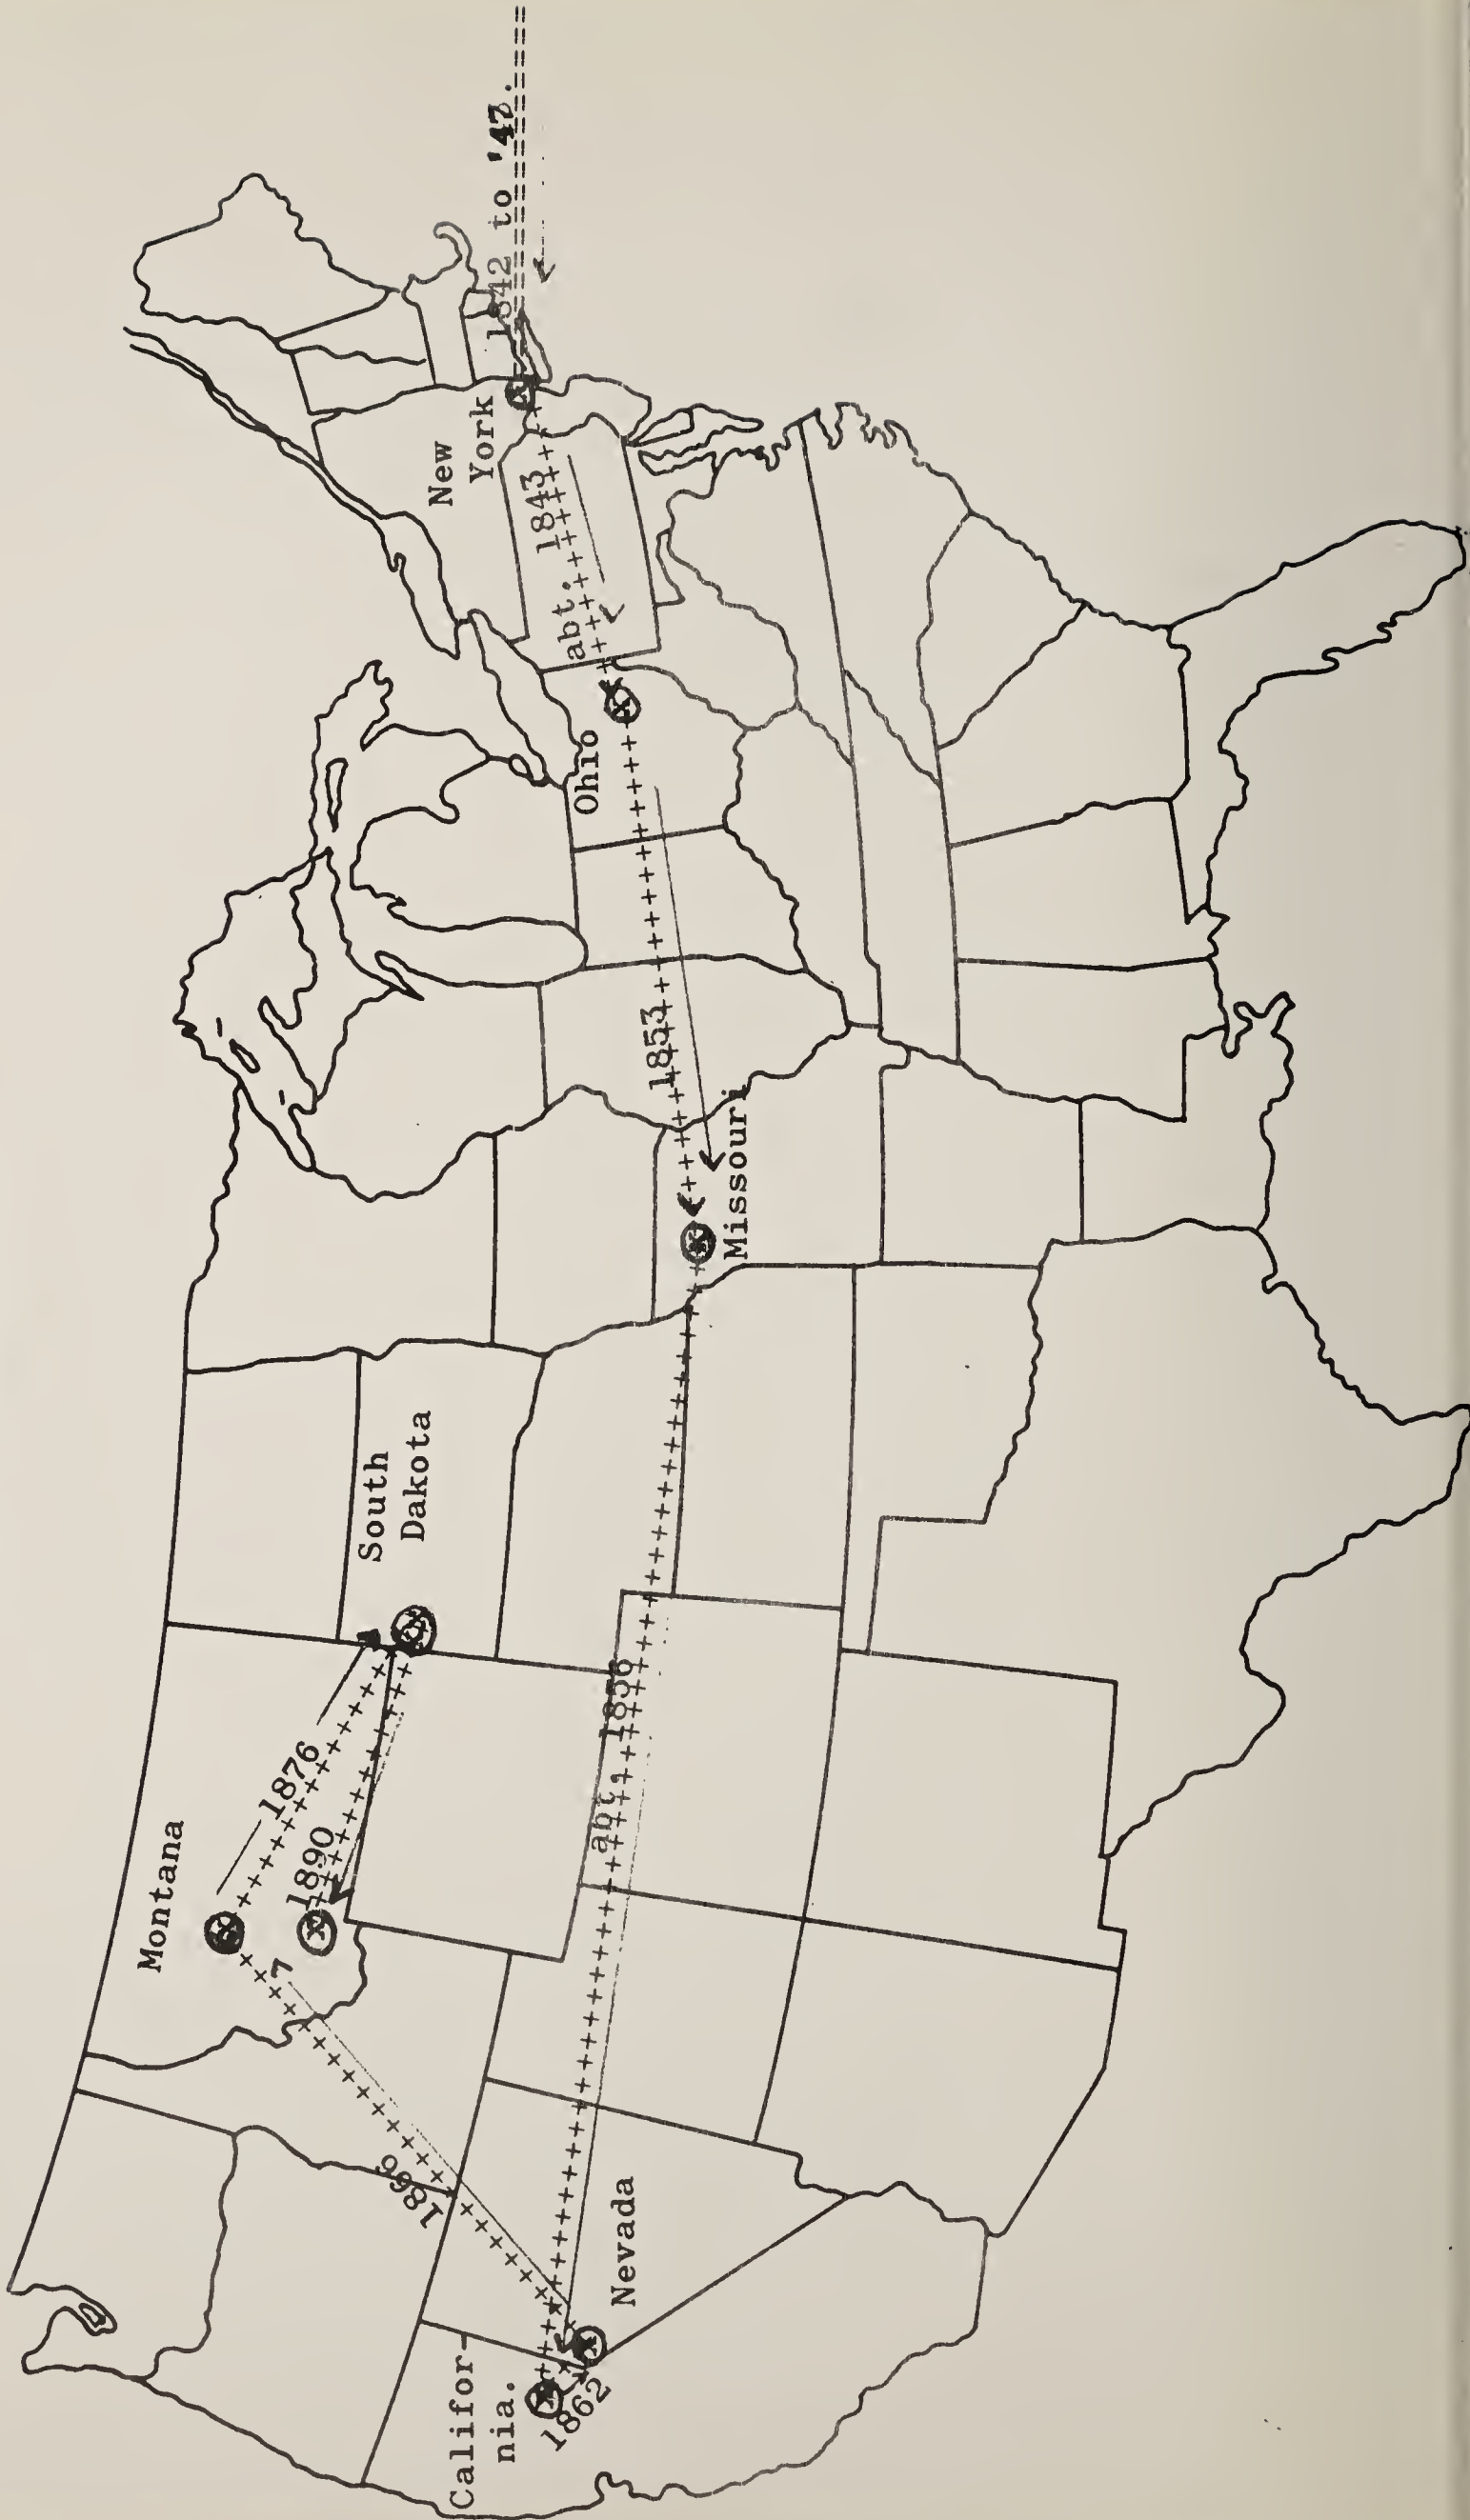 1842 to '47.
New
York
abt. 1843
Ohio
1853
Missouri
South
Dakota
1876
1890
Montana
abt. 1856
1866
Nevada
Califor-
nia.
1862